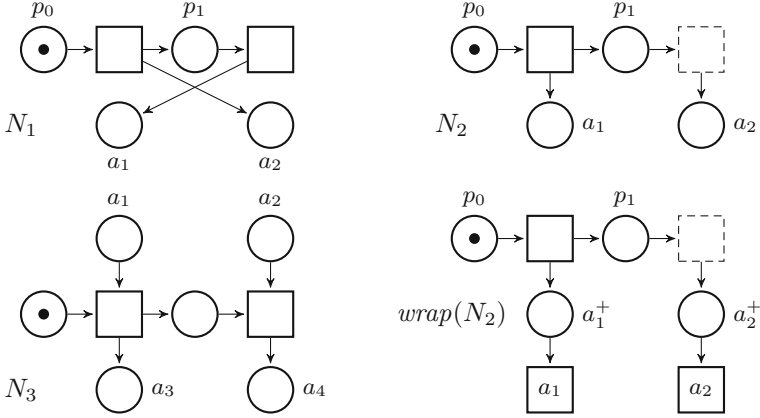 p₀ p₁
N₁
a₁ a₂
p₀ p₁
N₂ a₁ a₂
a₁ a₂
N₃ a₃ a₄
p₀ p₁
wrap(N₂) a₁⁺ a₂⁺
a₁ a₂